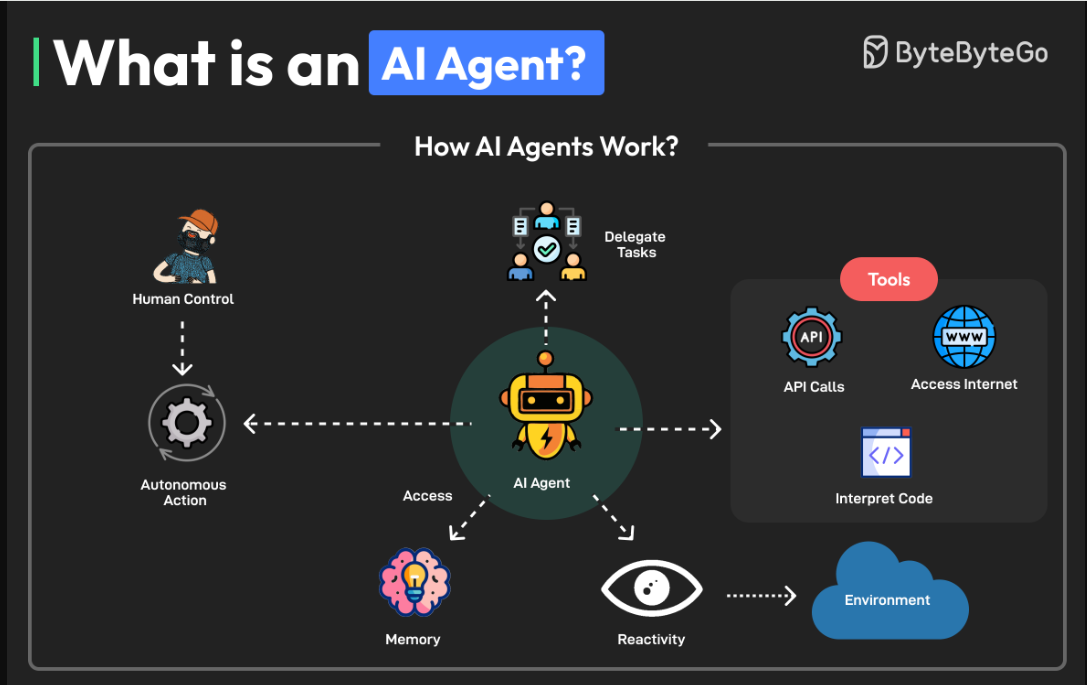 What is an AI Agent?
ByteByteGo
How AI Agents Work?
Human Control
Delegate
Tasks
Tools
API
API Calls
WWW
Access Internet
</>
Interpret Code
Autonomous
Action
AI Agent
Access
Memory
Reactivity
Environment